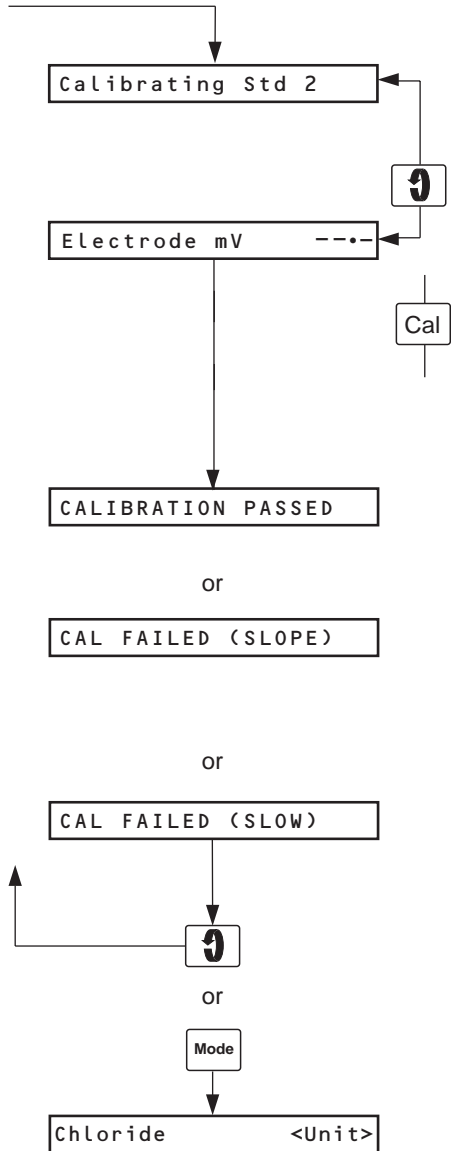 Calibrating Std 2
Electrode mV --.-
Cal
CALIBRATION PASSED
or
CAL FAILED (SLOPE)
or
CAL FAILED (SLOW)
or
Mode
Chloride <Unit>